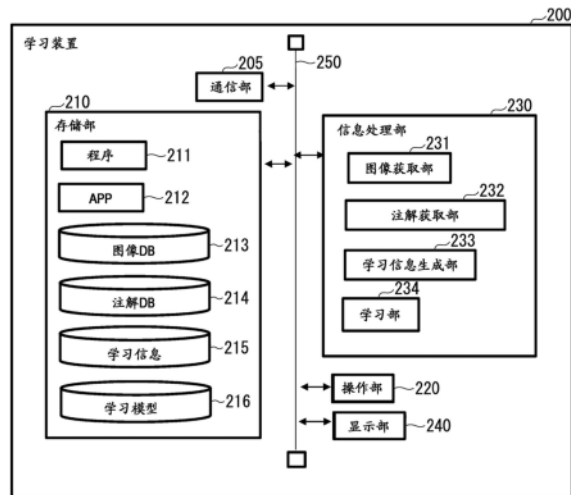 200
学习装置
205
250
通信部
210
存储部
程序
211
APP
212
图像DB
213
注解DB
214
学习信息
215
学习模型
216
230
信息处理部
231
图像获取部
232
注解获取部
233
学习信息生成部
234
学习部
操作部
220
显示部
240